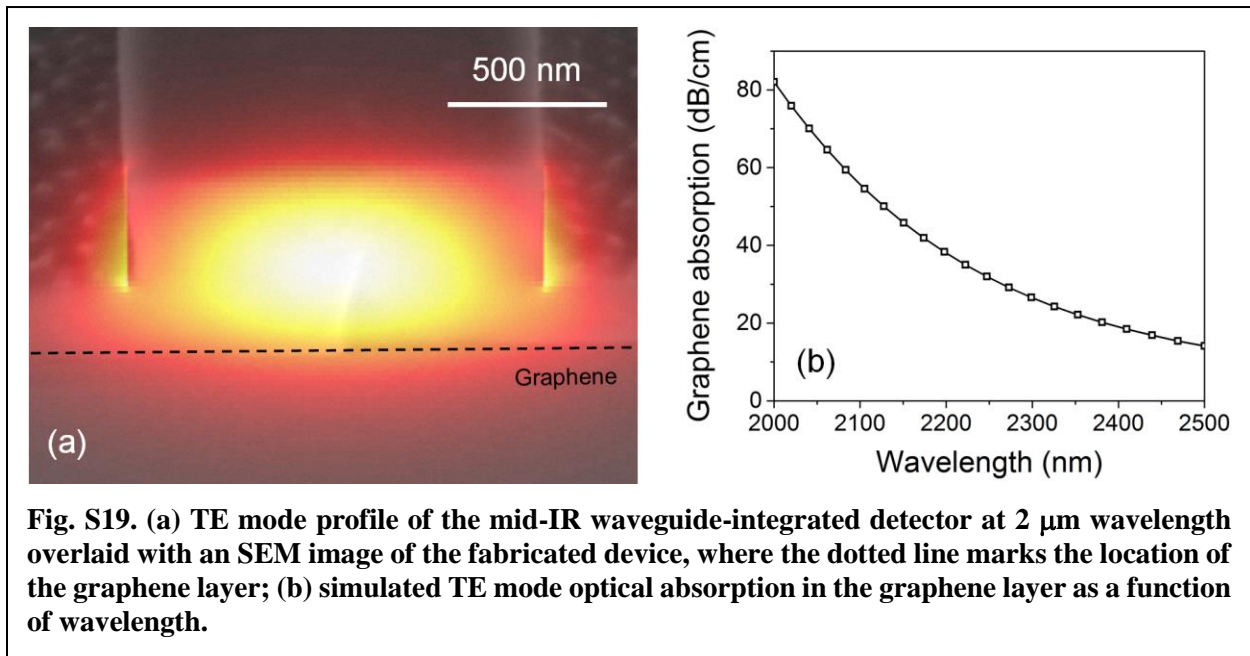 500 nm
Graphene
(a)
Graphene absorption (dB/cm)
80
60
40
20
0
(b)
2000 2100 2200 2300 2400 2500
Wavelength (nm)
Fig. S19. (a) TE mode profile of the mid-IR waveguide-integrated detector at 2 μm wavelength
overlaid with an SEM image of the fabricated device, where the dotted line marks the location of
the graphene layer; (b) simulated TE mode optical absorption in the graphene layer as a function
of wavelength.